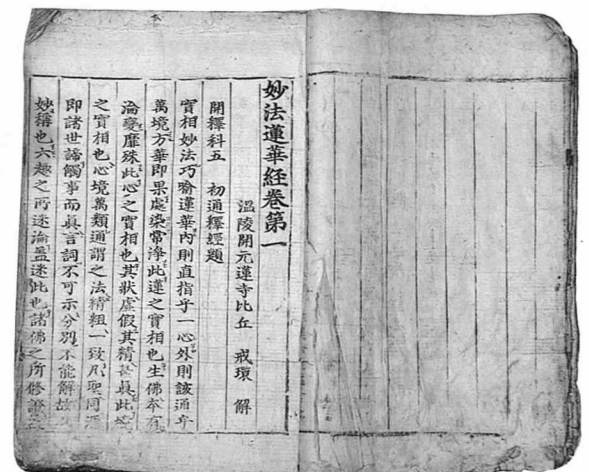 妙法蓮華經卷第一
溫陵開元蓮寺比丘 戒環 解
開釋科五 初通釋經題
實相妙法巧喻蓮華內則直指乎一心外則該通乎
萬境方華即果處染常淨此蓮之實相也生佛本有
淪變靡殊此心之實相也其狀虛假其精甚真此境
之實相也心境萬類通謂之法精粗一致凡聖同源
即諸世諦觸事而真言詞不可示分別不能解故
妙稱也六趣之所迷淪盖迷此也諸佛之所修證